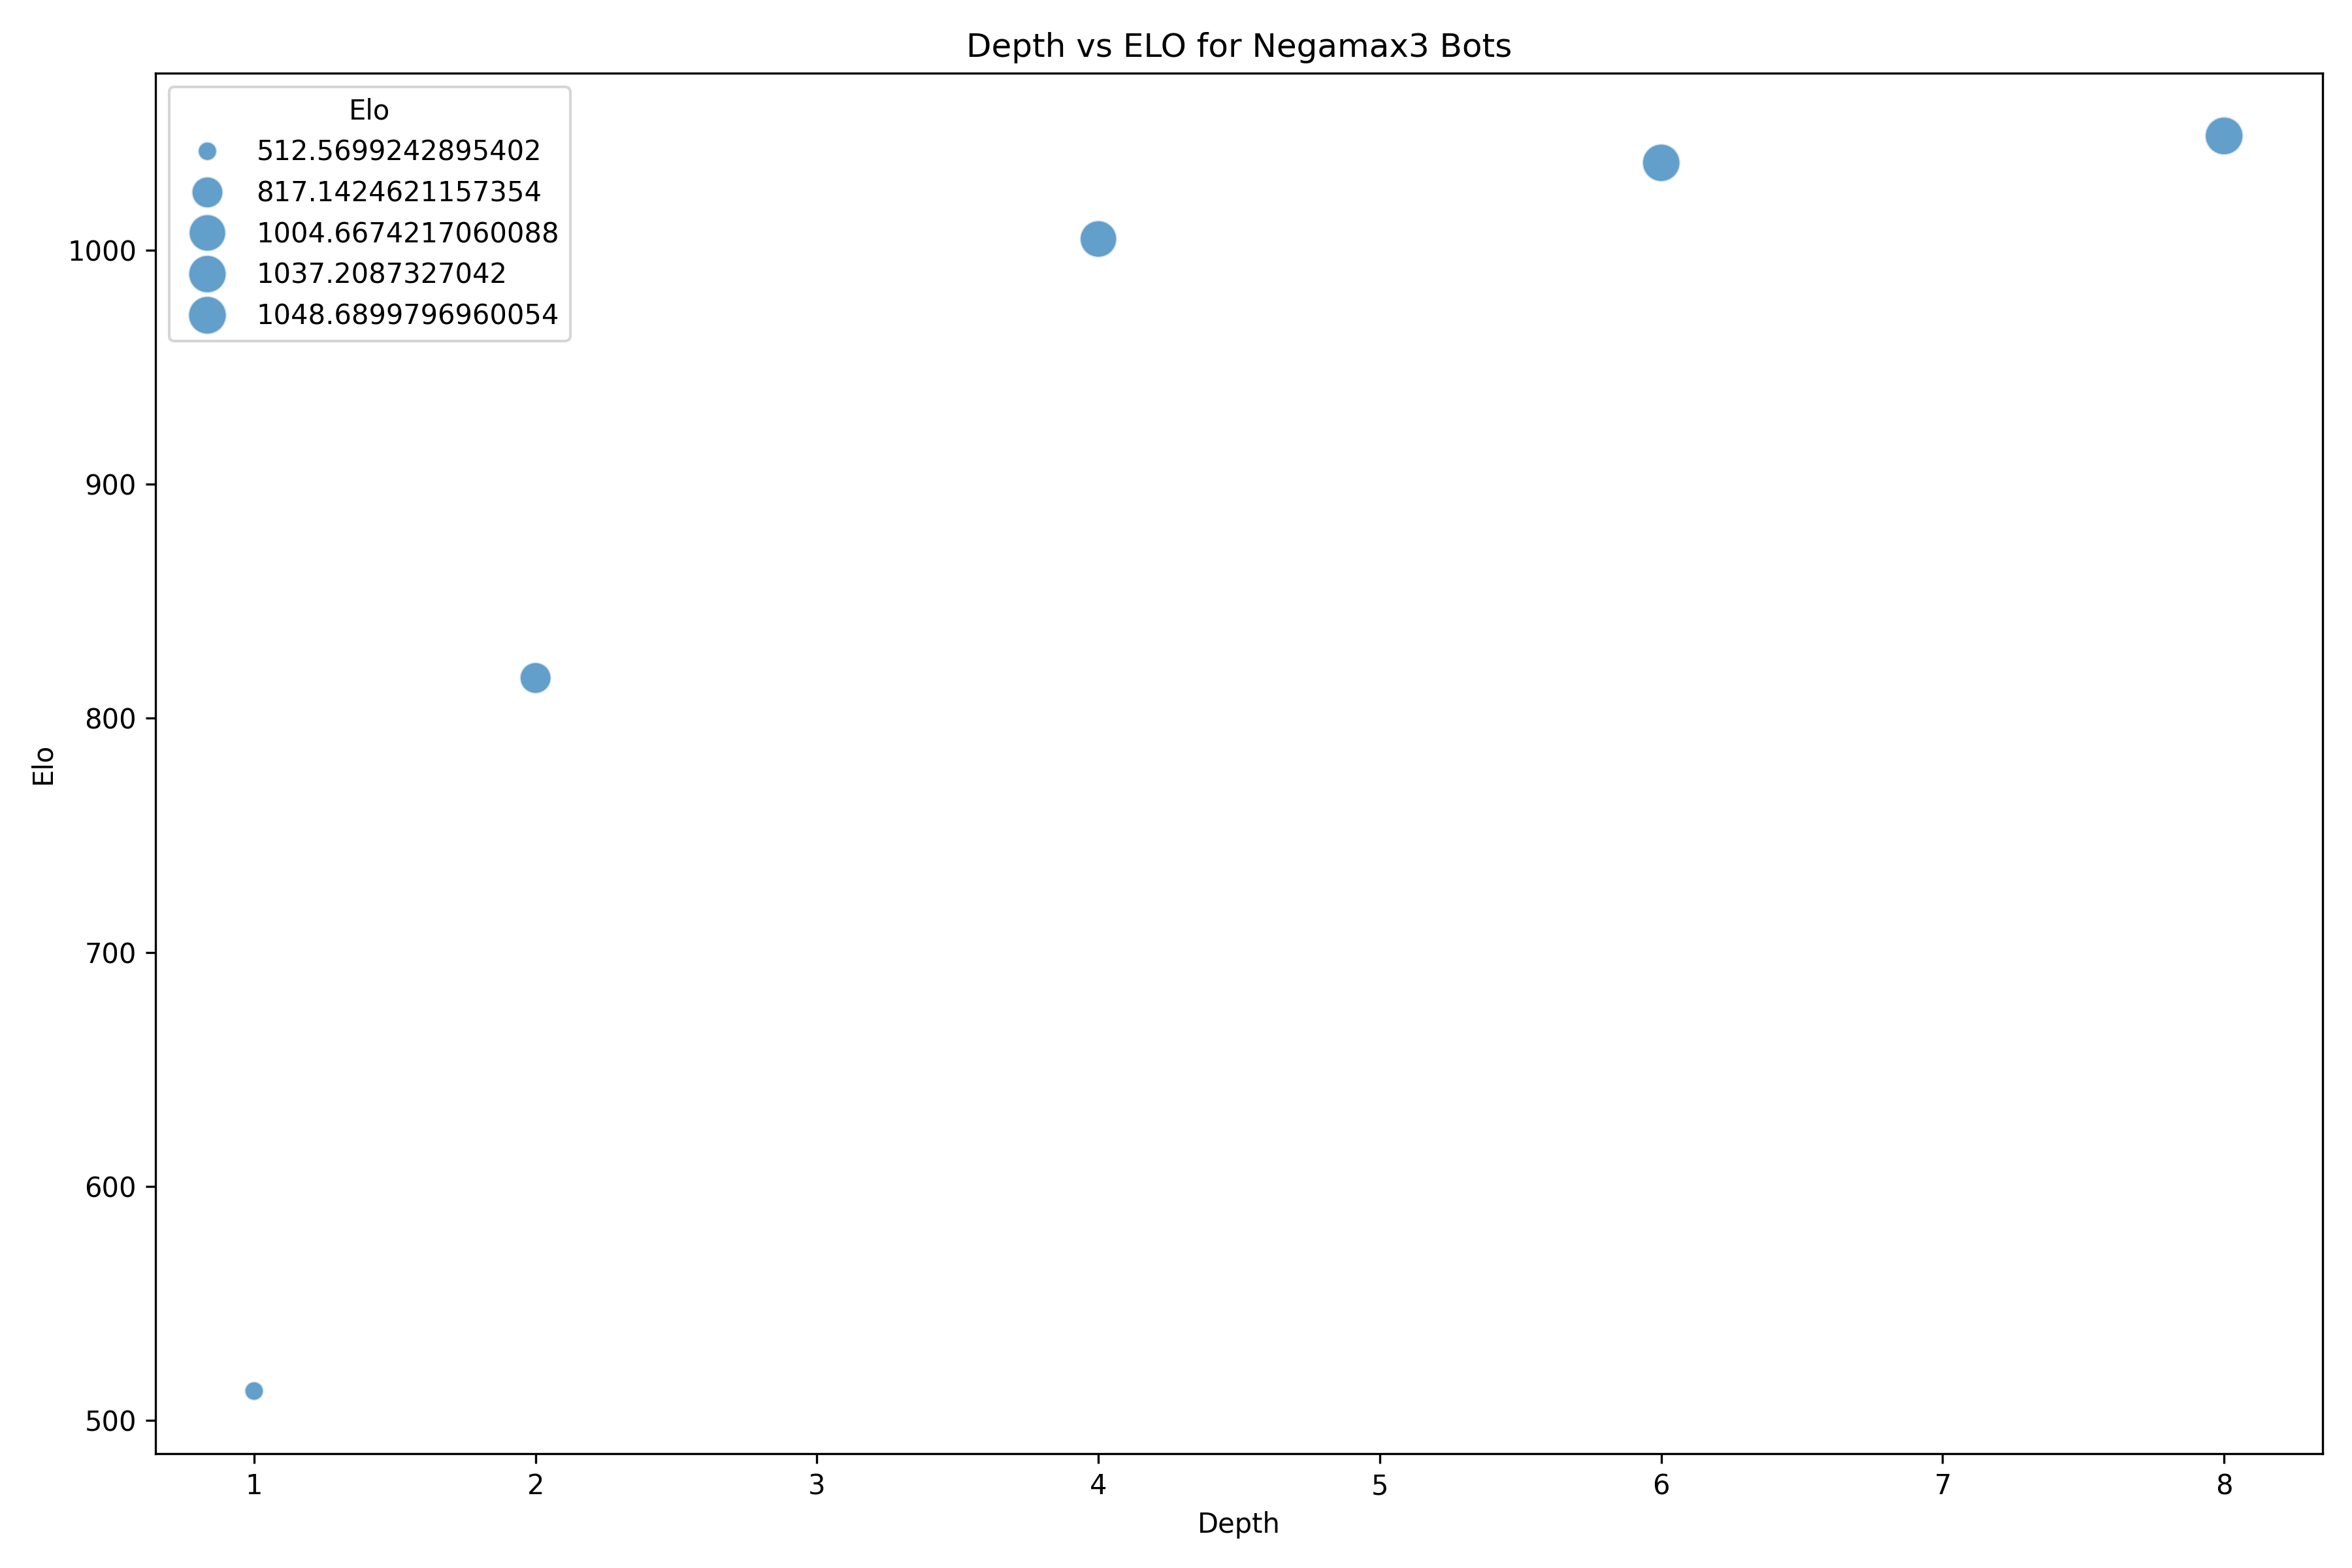 Depth vs ELO for Negamax3 Bots
Elo
512.5699242895402
817.1424621157354
1004.6674217060088
1037.2087327042
1048.6899796960054
1000
900
800
700
600
500
Elo
1 2 3 4 5 6 7 8
Depth